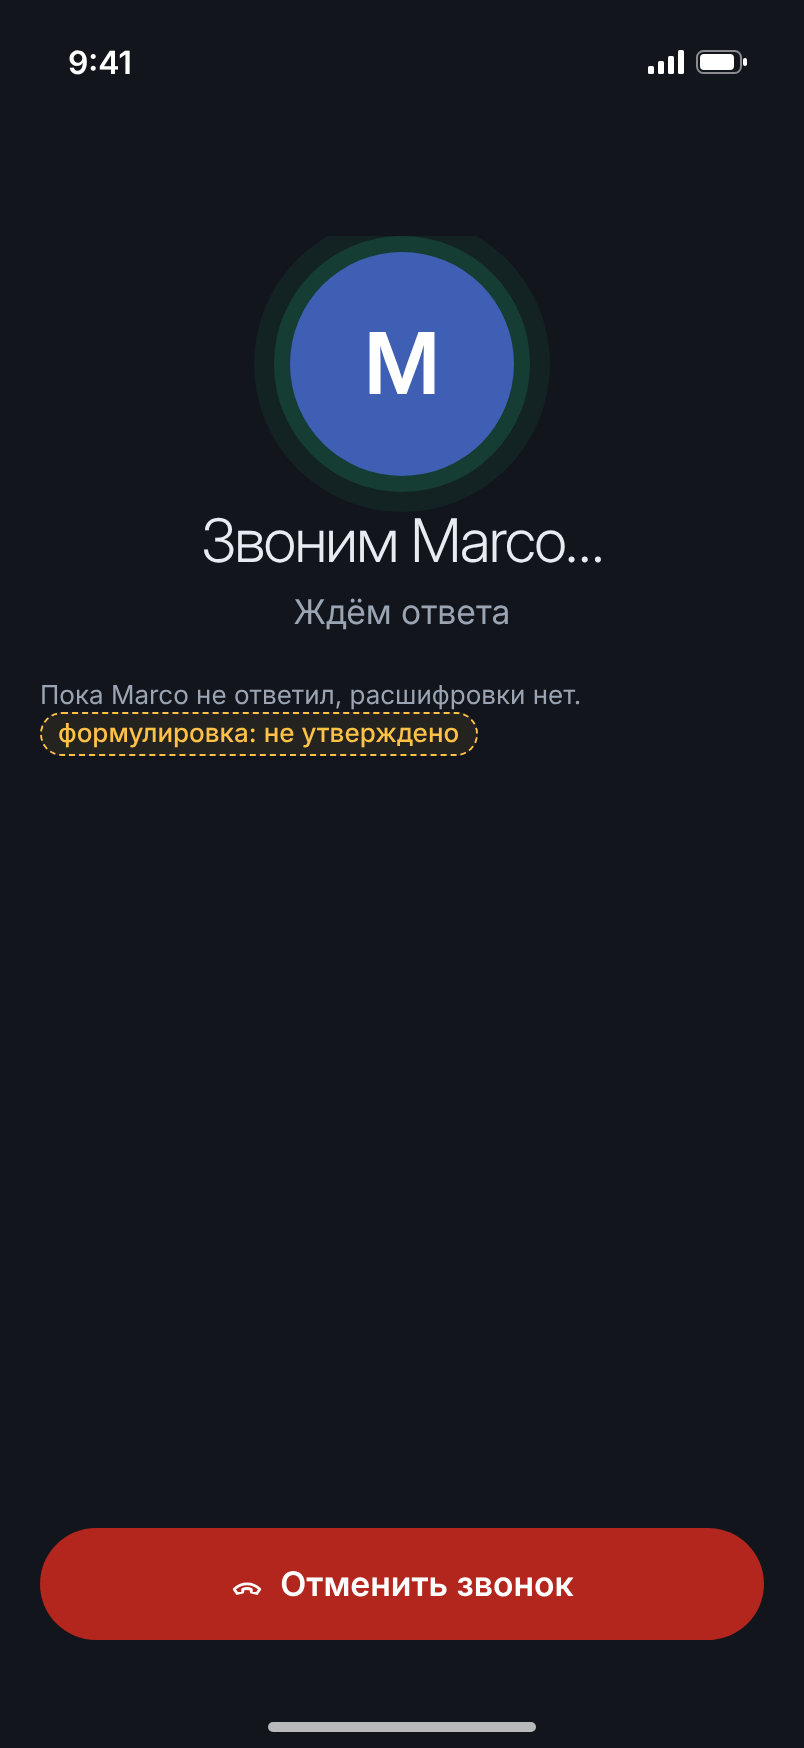 9:41
M
Звоним Marco...
Ждём ответа
Пока Marco не ответил, расшифровки нет.
формулировка: не утверждено
Отменить звонок